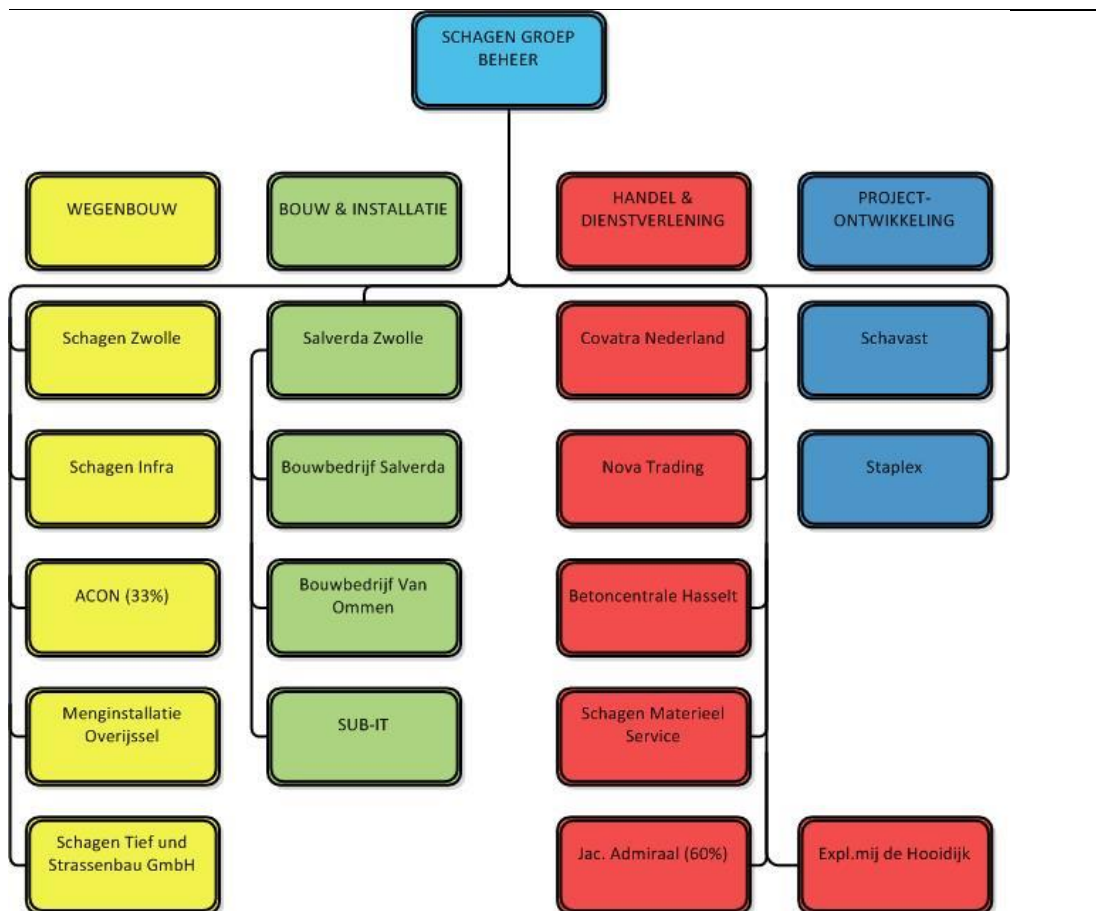 SCHAGEN GROEP
BEHEER
WEGENBOUW
BOUW & INSTALLATIE
HANDEL &
DIENSTVERLENING
PROJECT-
ONTWIKKELING
Schagen Zwolle
Salverda Zwolle
Covatra Nederland
Schavast
Schagen Infra
Bouwbedrijf Salverda
Nova Trading
Staplex
ACON (33%)
Bouwbedrijf Van
Ommen
Betoncentrale Hasselt
Menginstallatie
Overijssel
SUB-IT
Schagen Materieel
Service
Schagen Tief und
Strassenbau GmbH
Jac. Admiraal (60%)
Expl.mij de Hooidijk